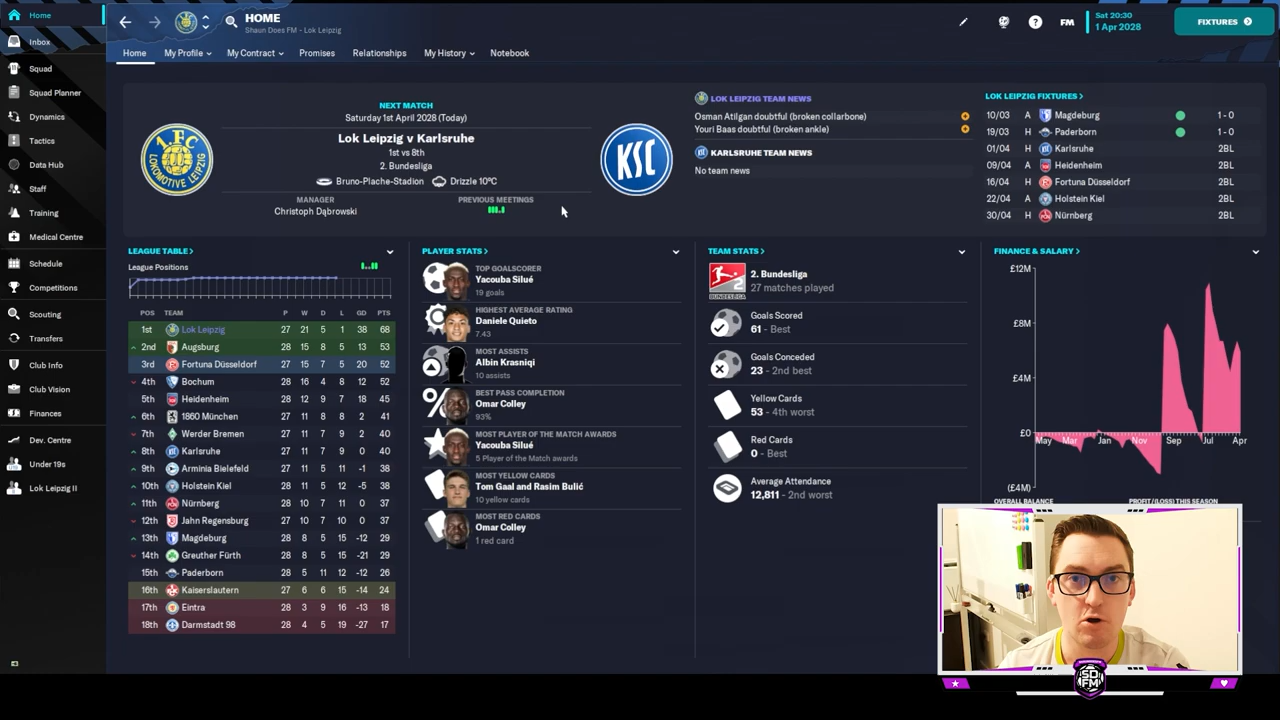 Home
Inbox
Squad
Squad Planner
Dynamics
Tactics
Data Hub
Staff
Training
Medical Centre
Schedule
Competitions
Scouting
Transfers
Club Info
Club Vision
Finances
Dev. Centre
Under 19s
Lok Leipzig II
HOME
Shaun Does FM - Lok Leipzig
FM
Sat 20:30
1 Apr 2028
FIXTURES
Home My Profile My Contract Promises Relationships My History Notebook
NEXT MATCH
Saturday 1st April 2028 (Today)
Lok Leipzig v Karlsruhe
1st vs 8th
2. Bundesliga
Bruno-Plache-Stadion Drizzle 10ºC
MANAGER
Christoph Dąbrowski
PREVIOUS MEETINGS
1.FC
LOKOMOTIVE LEIPZIG
KSC
LOK LEIPZIG TEAM NEWS
Osman Atilgan doubtful (broken collarbone)
Youri Baas doubtful (broken ankle)
KARLSRUHE TEAM NEWS
No team news
LOK LEIPZIG FIXTURES >
10/03 A Magdeburg 1 - 0
19/03 H Paderborn 1 - 0
01/04 H Karlsruhe 2BL
09/04 A Heidenheim 2BL
16/04 H Fortuna Düsseldorf 2BL
22/04 A Holstein Kiel 2BL
30/04 H Nürnberg 2BL
LEAGUE TABLE >
League Positions
POS TEAM P W D L GD PTS
1st Lok Leipzig 27 21 5 1 38 68
2nd Augsburg 28 15 8 5 13 53
3rd Fortuna Düsseldorf 27 15 7 5 20 52
4th Bochum 28 16 4 8 12 52
5th Heidenheim 28 12 9 7 18 45
6th 1860 München 27 11 8 8 2 41
7th Werder Bremen 27 11 7 9 2 40
8th Karlsruhe 27 11 7 9 0 40
9th Arminia Bielefeld 27 11 5 11 -1 38
10th Holstein Kiel 28 11 5 12 -5 38
11th Nürnberg 28 10 7 11 0 37
12th Jahn Regensburg 27 10 7 10 0 37
13th Magdeburg 28 8 5 15 -12 29
14th Greuther Fürth 28 8 5 15 -21 29
15th Paderborn 28 5 11 12 -12 26
16th Kaiserslautern 27 6 6 15 -14 24
17th Eintra 28 3 9 16 -13 18
18th Darmstadt 98 28 4 5 19 -27 17
PLAYER STATS >
TOP GOALSCORER
Yacouba Silué
19 goals
HIGHEST AVERAGE RATING
Daniele Quieto
7.43
MOST ASSISTS
Albin Krasniqi
10 assists
BEST PASS COMPLETION
Omar Colley
93%
MOST PLAYER OF THE MATCH AWARDS
Yacouba Silué
5 Player of the Match awards
MOST YELLOW CARDS
Tom Gaal and Rasim Bulić
10 yellow cards
MOST RED CARDS
Omar Colley
1 red card
TEAM STATS >
2. Bundesliga
27 matches played
BUNDESLIGA
Goals Scored
61 - Best
Goals Conceded
23 - 2nd best
Yellow Cards
53 - 4th worst
Red Cards
0 - Best
Average Attendance
12,811 - 2nd worst
FINANCE & SALARY >
£12M
£8M
£4M
£0
(£4M)
May Mar Jan Nov Sep Jul Apr
OVERALL BALANCE PROFIT/(LOSS) THIS SEASON
SD
FM